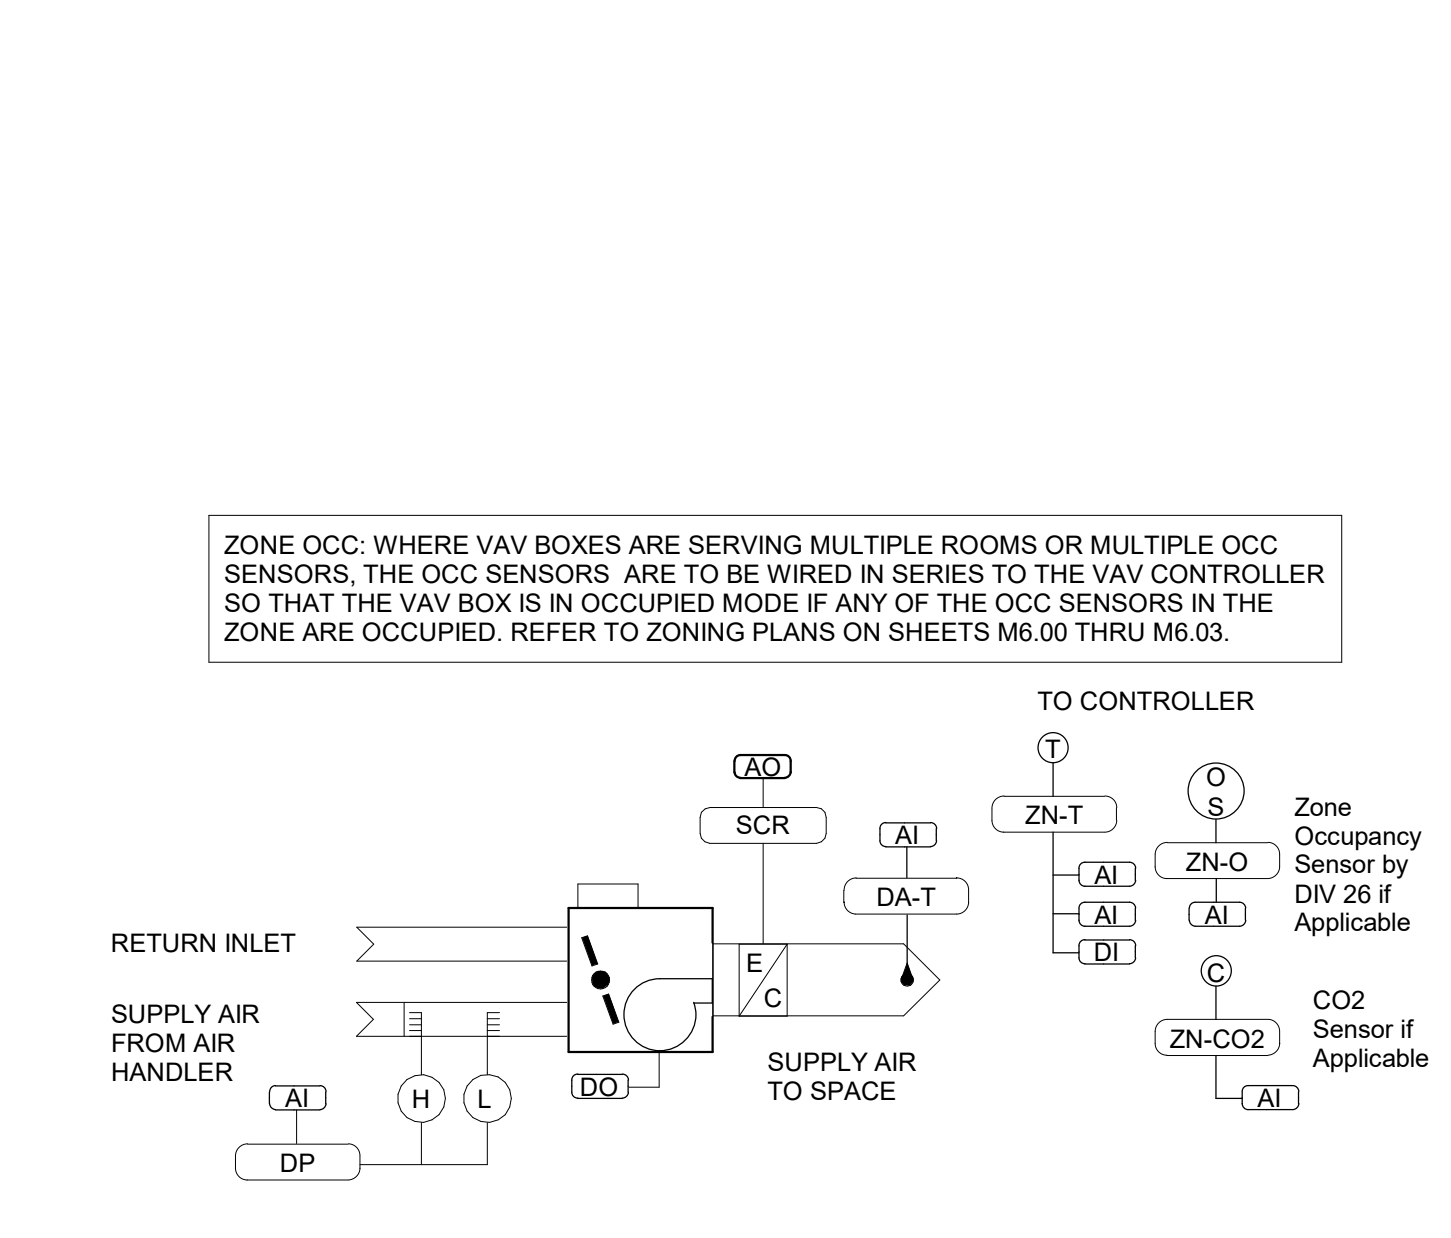 ZONE OCC: WHERE VAV BOXES ARE SERVING MULTIPLE ROOMS OR MULTIPLE OCC
SENSORS, THE OCC SENSORS  ARE TO BE WIRED IN SERIES TO THE VAV CONTROLLER
SO THAT THE VAV BOX IS IN OCCUPIED MODE IF ANY OF THE OCC SENSORS IN THE
ZONE ARE OCCUPIED. REFER TO ZONING PLANS ON SHEETS M6.00 THRU M6.03.
TO CONTROLLER
T
ZN-T
AI
AI
DI
O
S
ZN-O
AI
Zone
Occupancy
Sensor by
DIV 26 if
Applicable
C
ZN-CO2
AI
CO2
Sensor if
Applicable
AO
SCR
AI
DA-T
E
C
RETURN INLET
SUPPLY AIR
FROM AIR
HANDLER
SUPPLY AIR
TO SPACE
DO
H
L
AI
DP